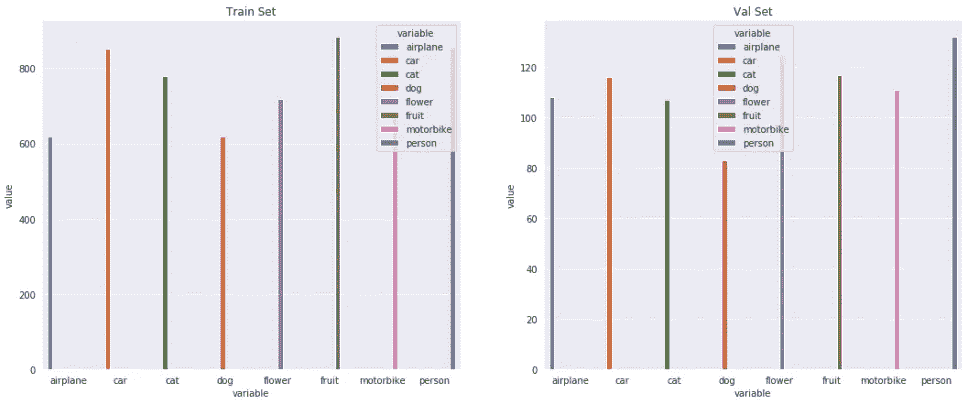 Train Set
value
800
600
400
200
0
variable
airplane
car
cat
dog
flower
fruit
motorbike
person
airplane car cat dog flower fruit motorbike person
variable
Val Set
value
120
100
80
60
40
20
0
variable
airplane
car
cat
dog
flower
fruit
motorbike
person
airplane car cat dog flower fruit motorbike person
variable